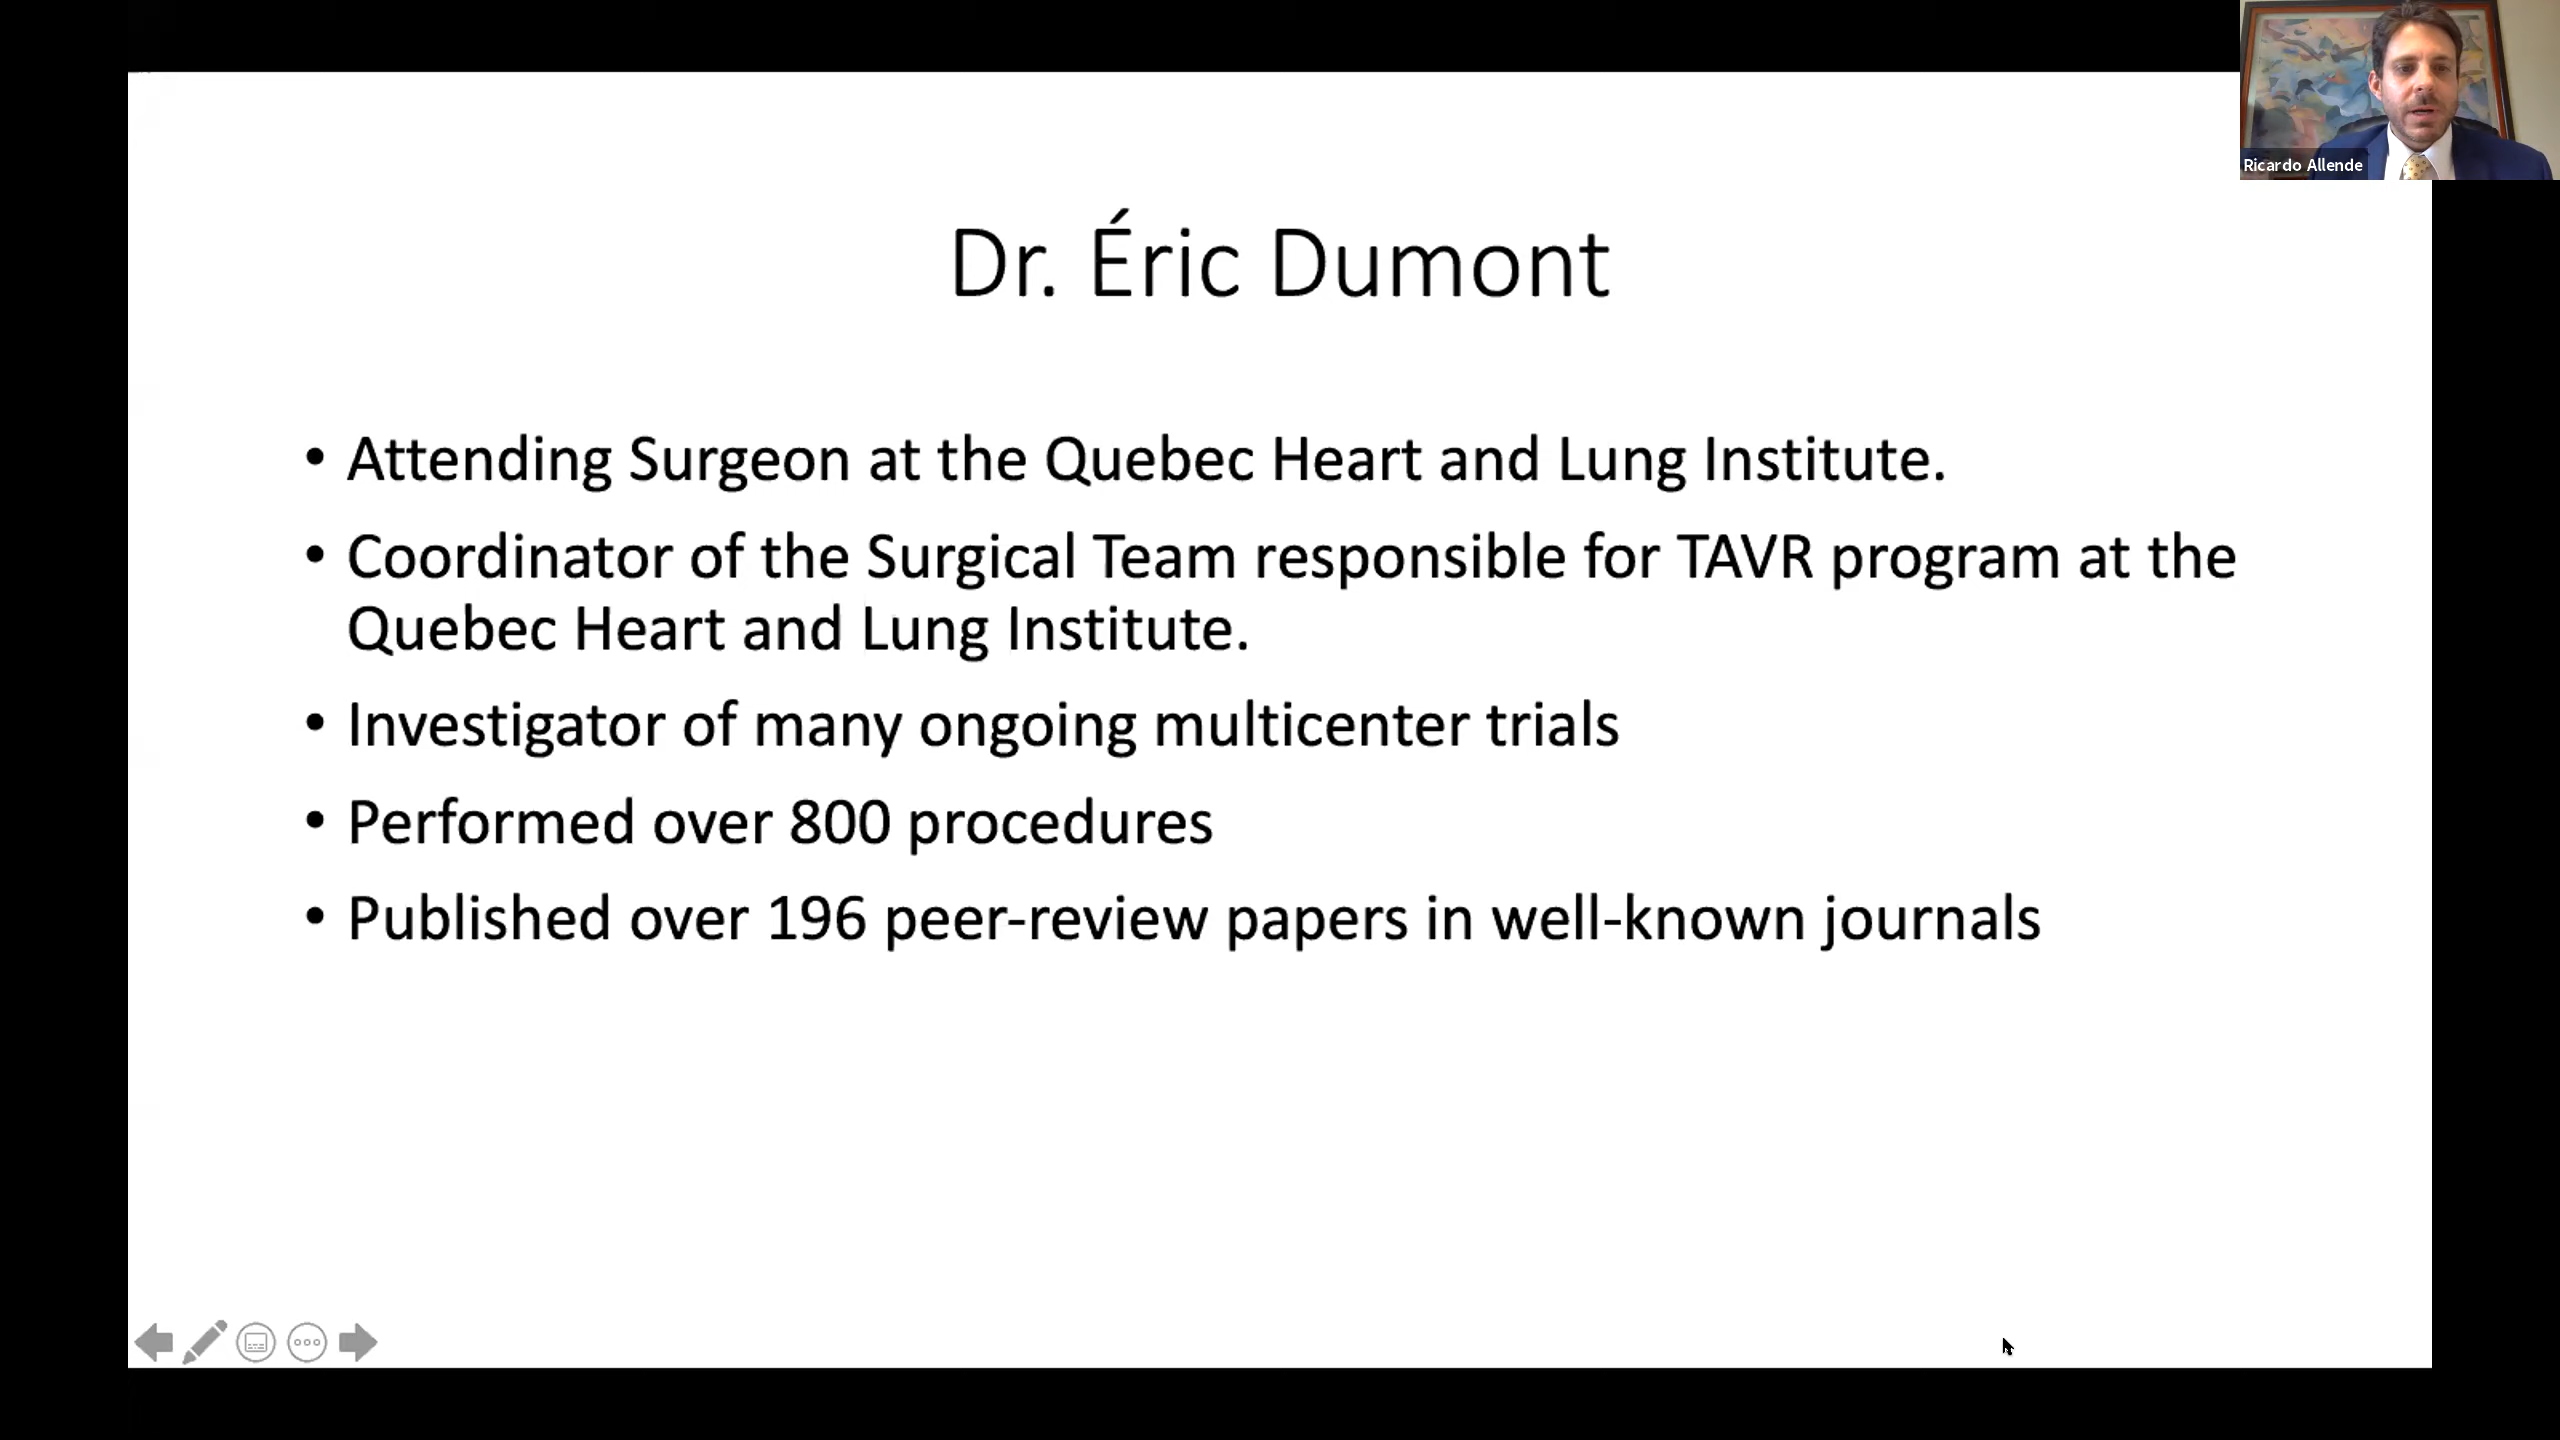 Ricardo Allende
Dr. Éric Dumont
• Attending Surgeon at the Quebec Heart and Lung Institute.
• Coordinator of the Surgical Team responsible for TAVR program at the
Quebec Heart and Lung Institute.
• Investigator of many ongoing multicenter trials
• Performed over 800 procedures
• Published over 196 peer-review papers in well-known journals